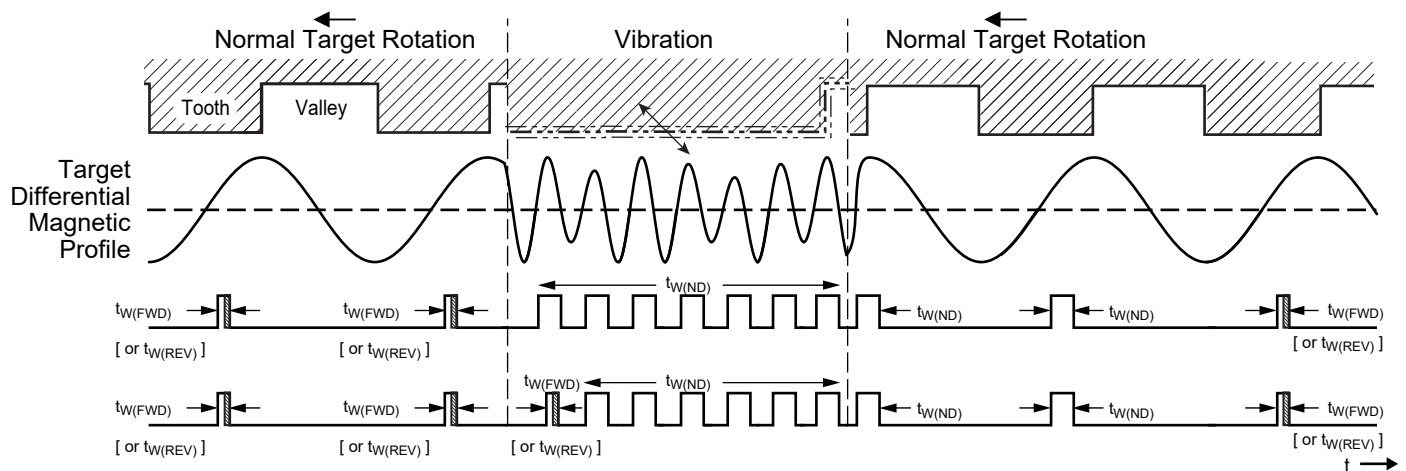 Normal Target Rotation
Vibration
Normal Target Rotation
Tooth
Valley
Target
Differential
Magnetic
Profile
tW(ND)
tW(FWD)
tW(FWD)
tW(ND)
tW(ND)
tW(FWD)
[ or tW(REV) ]
[ or tW(REV) ]
[ or tW(REV) ]
tW(FWD)
tW(ND)
tW(FWD)
tW(FWD)
tW(ND)
tW(ND)
tW(FWD)
[ or tW(REV) ]
[ or tW(REV) ]
[ or tW(REV) ]
[ or tW(REV) ]
t